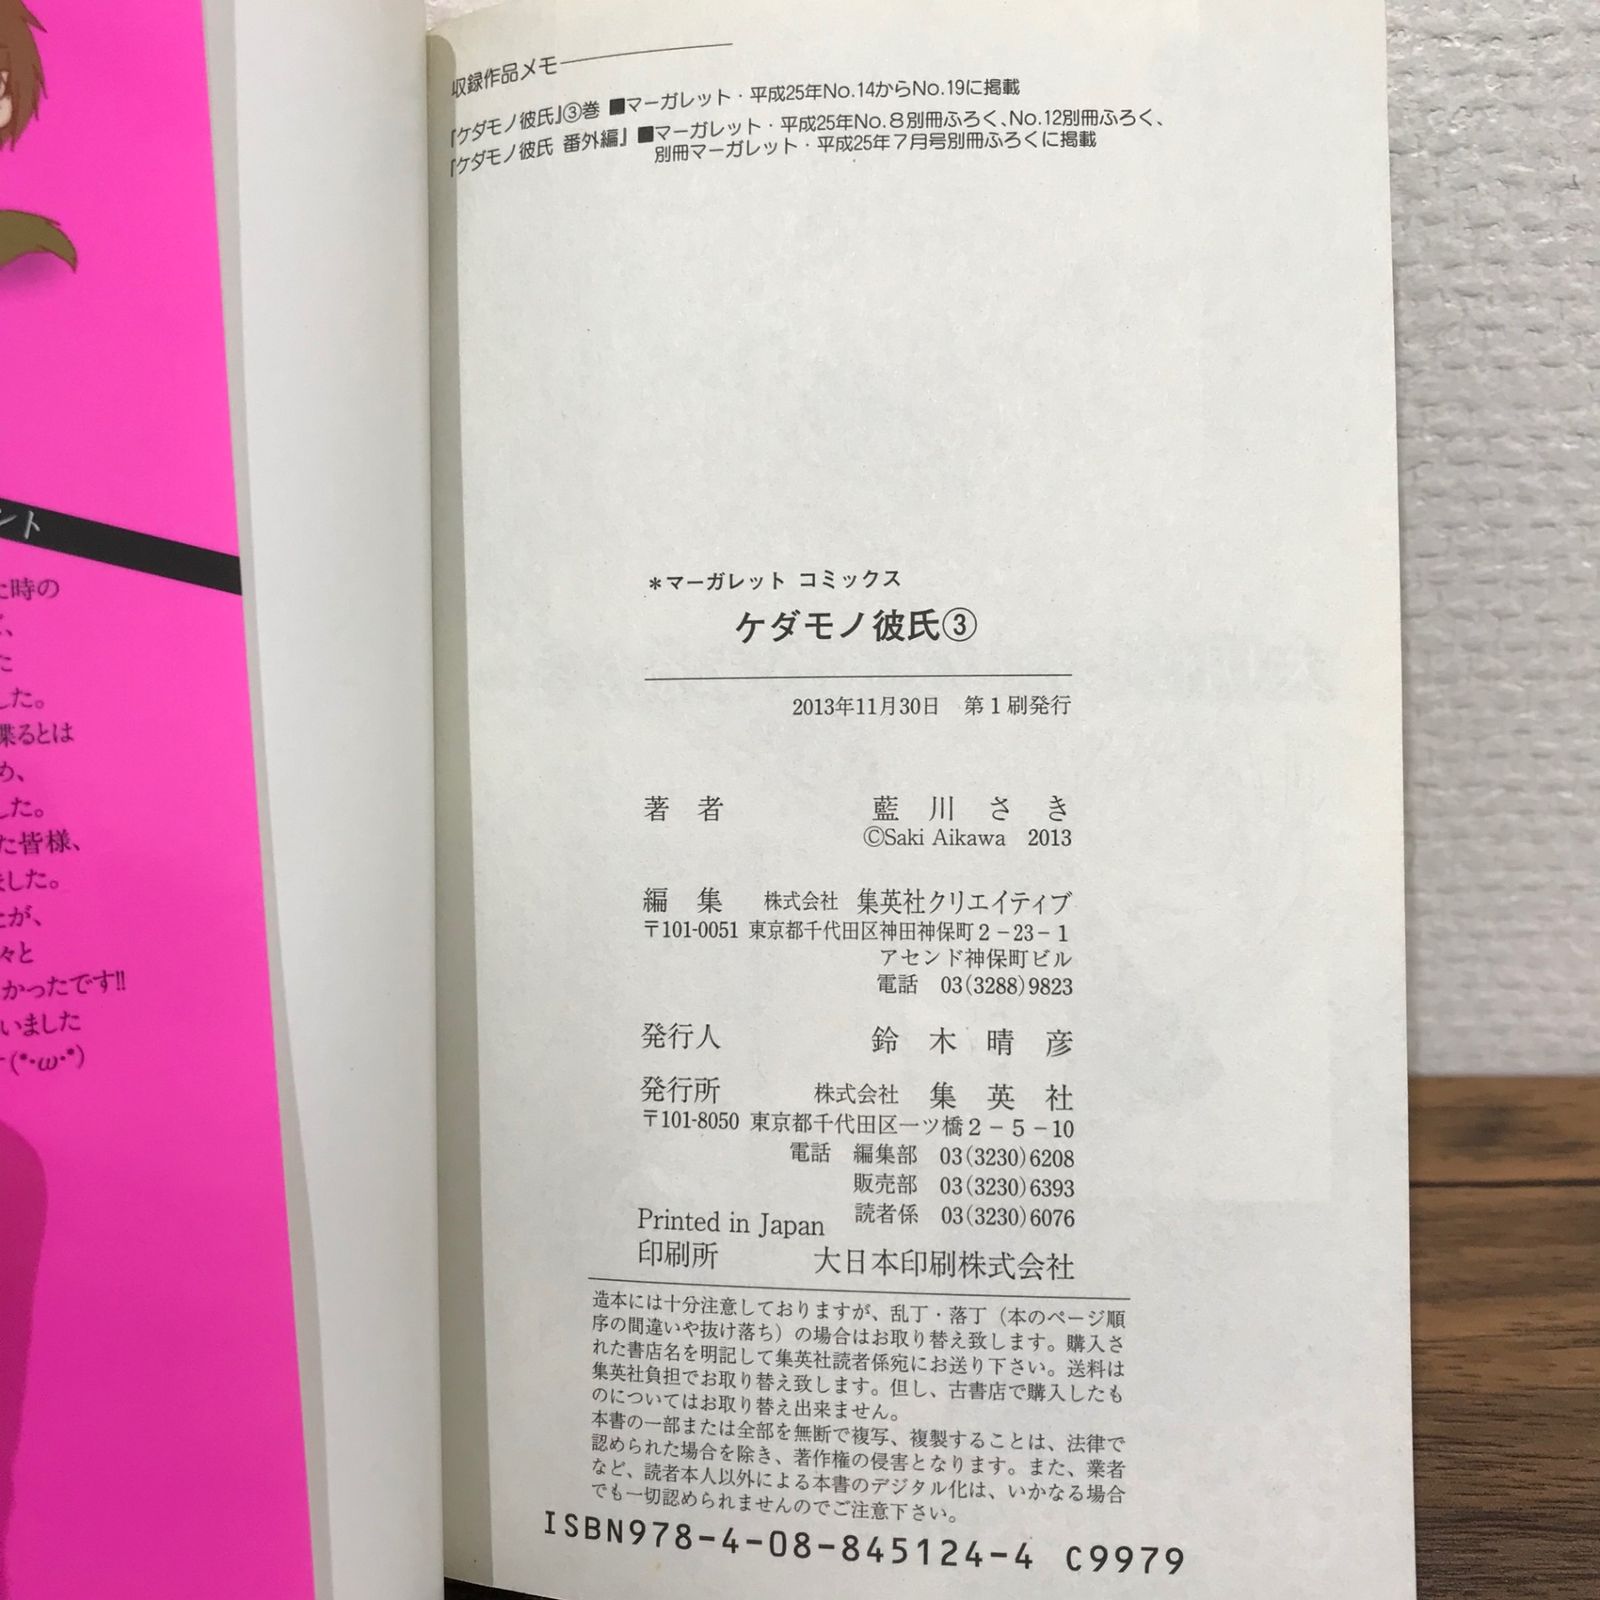 ント
た時の
た
した。
喋るとは
め、
した。
た皆様、
ました。
たが、
々と
かったです!!
いました
(*･ω･*)
収録作品メモ
『ケダモノ彼氏』③巻 ■マーガレット・平成25年No.14からNo.19に掲載
『ケダモノ彼氏 番外編』 ■マーガレット・平成25年No.8別冊ふろく、No.12別冊ふろく、
別冊マーガレット・平成25年7月号別冊ふろくに掲載
＊マーガレット コミックス
ケダモノ彼氏③
2013年11月30日 第1刷発行
著者 藍川さき
©Saki Aikawa 2013
編集 株式会社 集英社クリエイティブ
〒101-0051 東京都千代田区神田神保町2－23－1
アセンド神保町ビル
電話 03(3288)9823
発行人 鈴木晴彦
発行所 株式会社 集英社
〒101-8050 東京都千代田区一ツ橋2－5－10
電話 編集部 03(3230)6208
販売部 03(3230)6393
読者係 03(3230)6076
Printed in Japan
印刷所 大日本印刷株式会社
造本には十分注意しておりますが、乱丁・落丁（本のページ順
序の間違いや抜け落ち）の場合はお取り替え致します。購入さ
れた書店名を明記して集英社読者係宛にお送り下さい。送料は
集英社負担でお取り替え致します。但し、古書店で購入したも
のについてはお取り替え出来ません。
本書の一部または全部を無断で複写、複製することは、法律で
認められた場合を除き、著作権の侵害となります。また、業者
など、読者本人以外による本書のデジタル化は、いかなる場合
でも一切認められませんのでご注意下さい。
ISBN978-4-08-845124-4 C9979